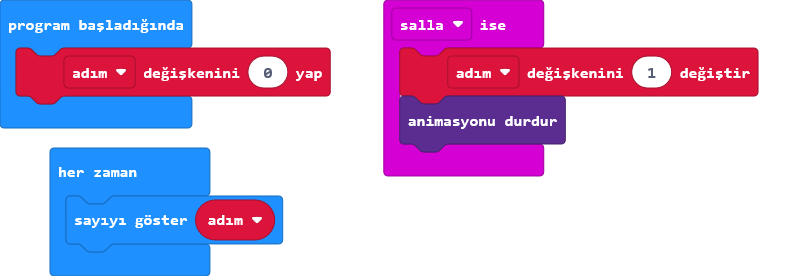 program başladığında
adım değişkenini 0 yap
her zaman
sayıyı göster adım
salla ise
adım değişkenini 1 değiştir
animasyonu durdur